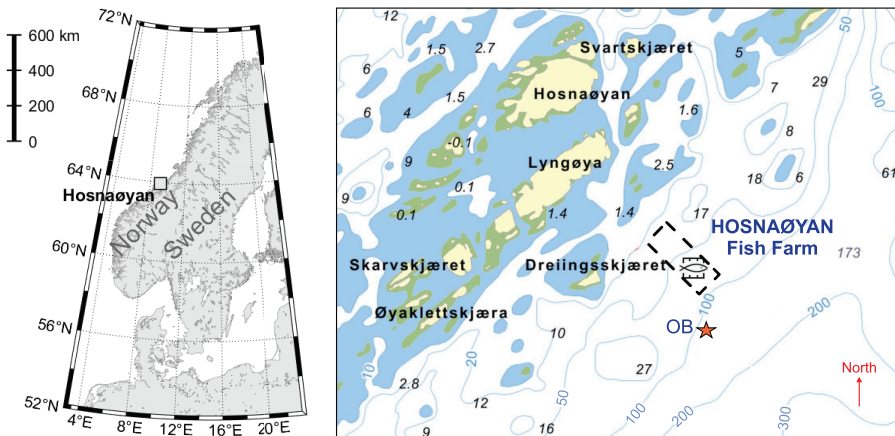 72°N
68°N
64°N
60°N
56°N
52°N
600 km
400
200
0
Hosnaøyan
Norway
Sweden
4°E
8°E
12°E
16°E
20°E
12
Svartskjæret
50
1.5
2.7
6
5
100
29
7
1.5
Hosnaøyan
6
4
1.6
8
-0.1
9
Lyngøya
2.5
61
18
6
0.1
9
0.1
1.4
1.4
17
HOSNAØYAN
Fish Farm
173
Skarvskjæret
Dreiingsskjæret
100
200
Øyaklettskjæra
OB
10
20
27
North
10
2.8
50
12
100
200
300
9
16